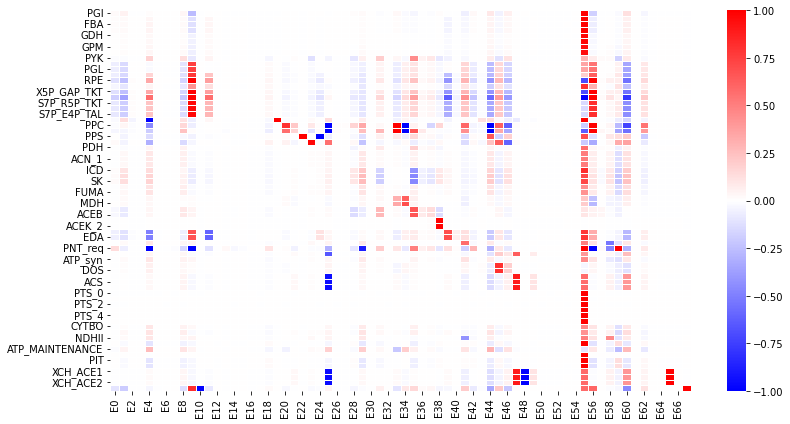 PGI
FBA
GDH
GPM
PYK
PGL
RPE
X5P_GAP_TKT
S7P_R5P_TKT
S7P_E4P_TAL
PPC
PPS
PDH
ACN_1
ICD
SK
FUMA
MDH
ACEB
ACEK_2
EDA
PNT_req
ATP_syn
DOS
ACS
PTS_0
PTS_2
PTS_4
CYTBO
NDHII
ATP_MAINTENANCE
PIT
XCH_ACE1
XCH_ACE2
E0 E2 E4 E6 E8 E10 E12 E14 E16 E18 E20 E22 E24 E26 E28 E30 E32 E34 E36 E38 E40 E42 E44 E46 E48 E50 E52 E54 E56 E58 E60 E62 E64 E66
1.00
0.75
0.50
0.25
0.00
−0.25
−0.50
−0.75
−1.00